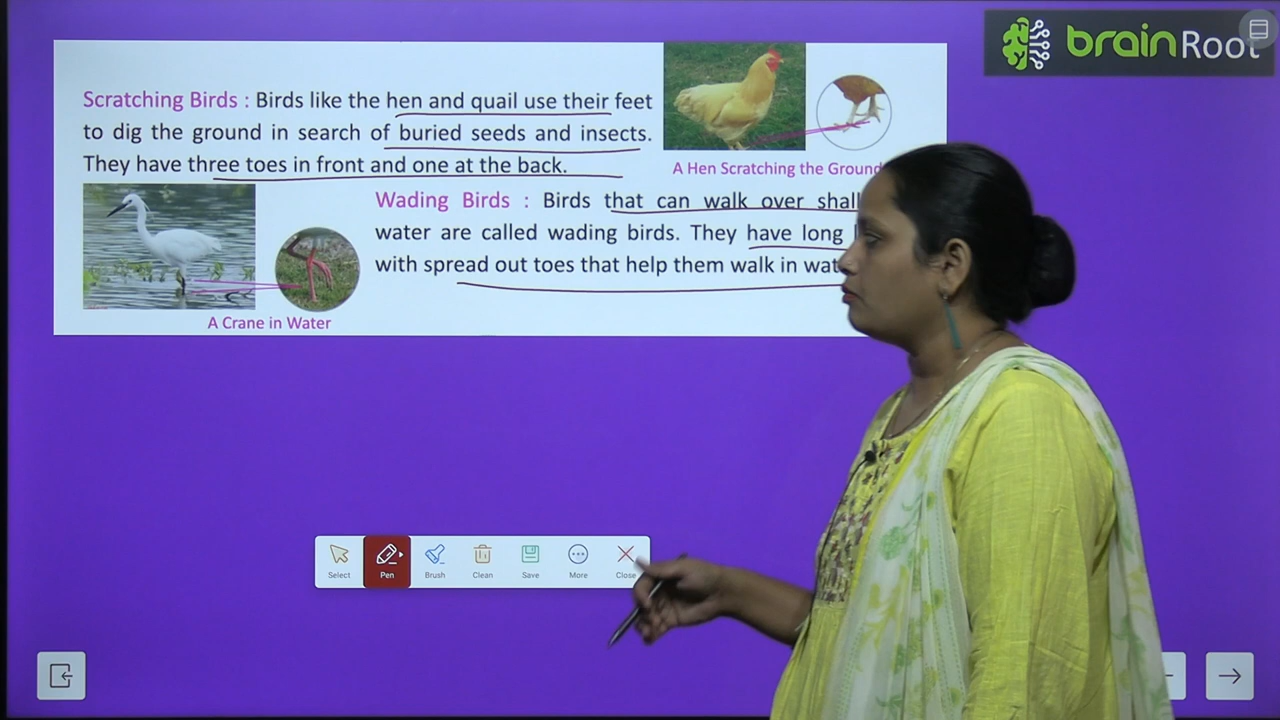 brainRoot
Scratching Birds : Birds like the hen and quail use their feet
to dig the ground in search of buried seeds and insects.
They have three toes in front and one at the back.
A Hen Scratching the Ground
Wading Birds : Birds that can walk over
water are called wading birds. They have long
with spread out toes that help them walk in
A Crane in Water
Select
Pen
Brush
Clean
Save
More
Close